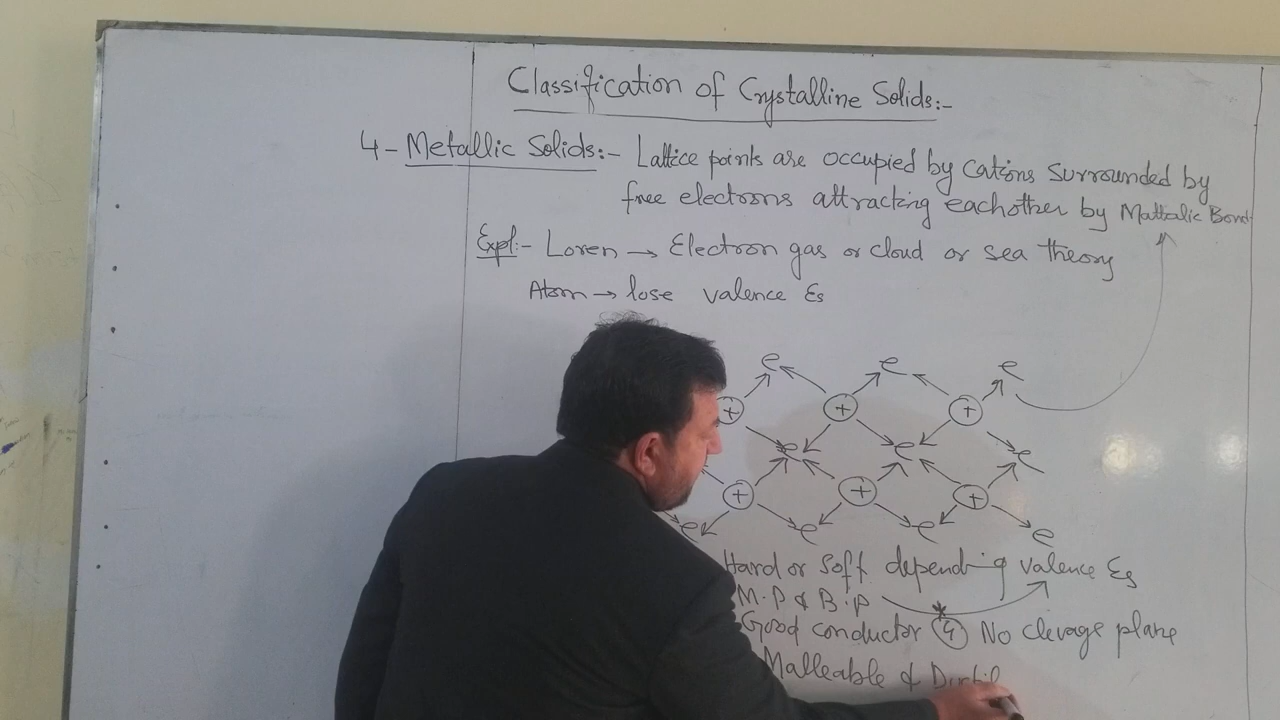 Classification of Crystalline Solids:-
4- Metallic Solids:- Lattice points are occupied by Cations surrounded by
free electrons attracting eachother by Mattalic Bond
Expl:- Loren → Electron gas or cloud or sea theory
Atom → lose valence Es
e e e
+ + +
e e e
+ + +
e e e e
Hard or soft depending valence Es
M.P & B.P
Good conductor * (4) No clevage plane
Malleable & Ductil